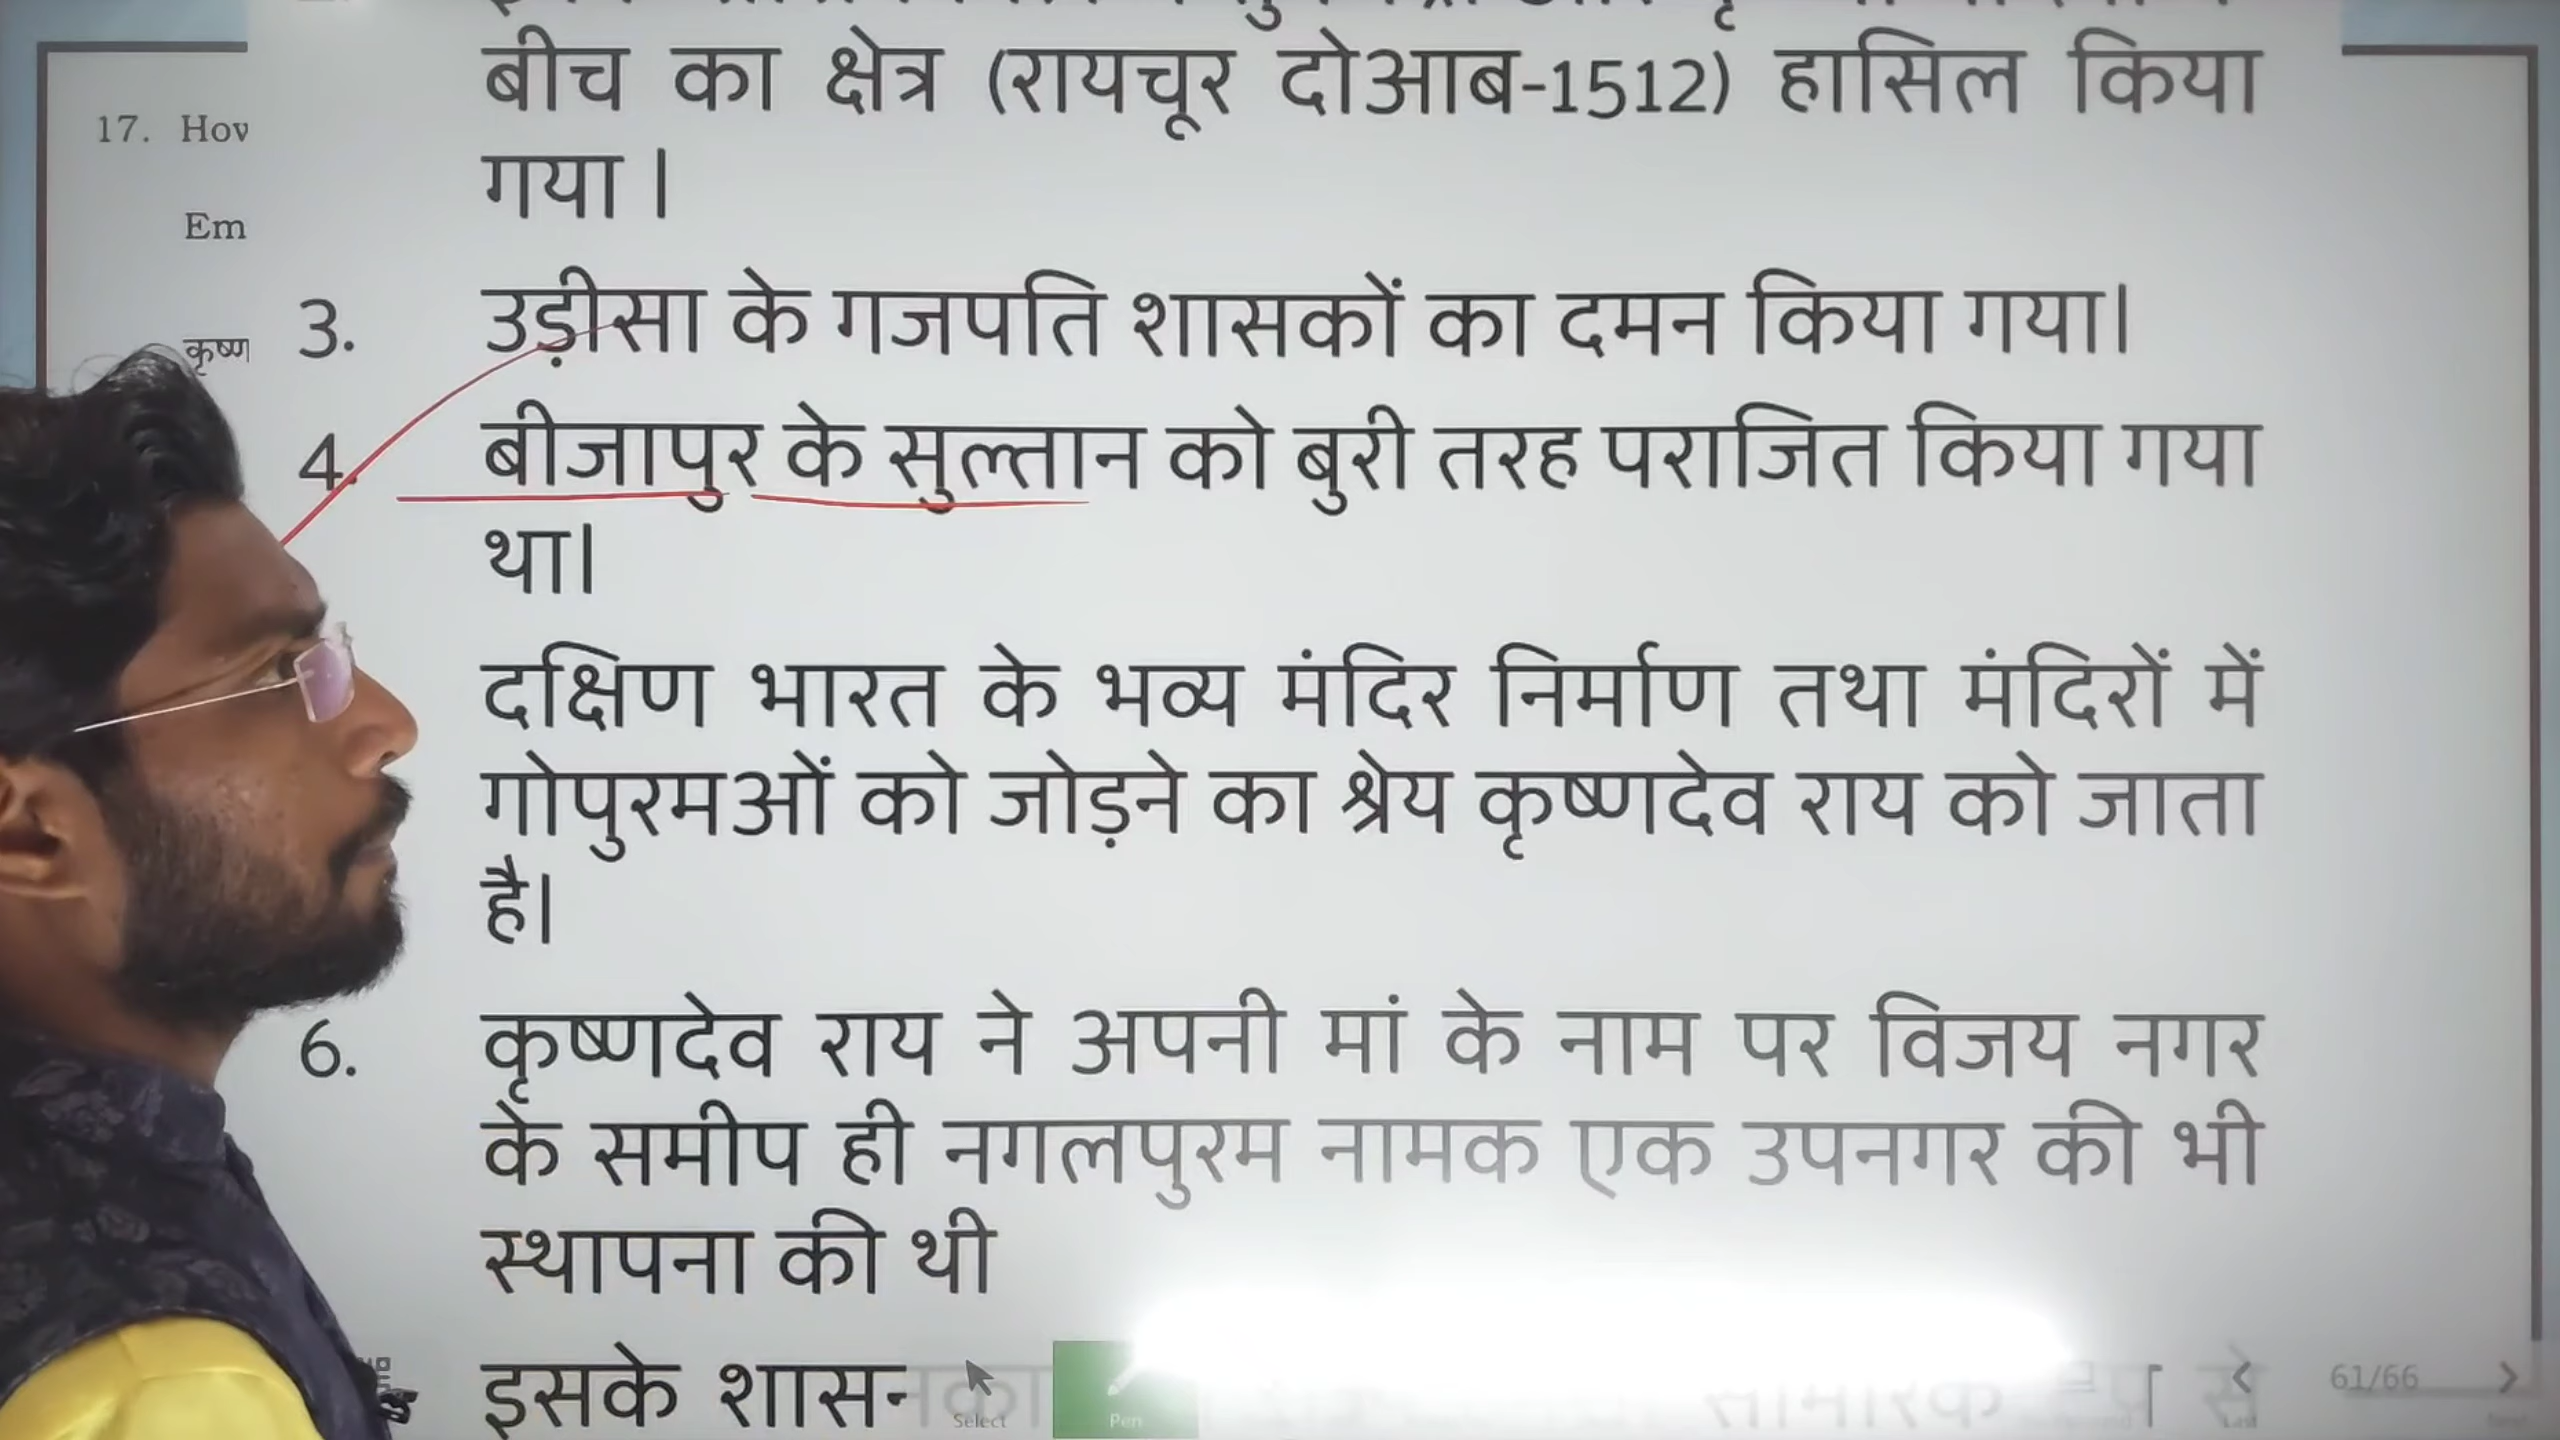 बीच का क्षेत्र (रायचूर दोआब-1512) हासिल किया
गया ।
17.
Em
कृष्ण
3. उड़ीसा के गजपति शासकों का दमन किया गया।
4. बीजापुर के सुल्तान को बुरी तरह पराजित किया गया
था।
दक्षिण भारत के भव्य मंदिर निर्माण तथा मंदिरों में
गोपुरमओं को जोड़ने का श्रेय कृष्णदेव राय को जाता
है।
6. कृष्णदेव राय ने अपनी मां के नाम पर विजय नगर
के समीप ही नगलपुरम नामक एक उपनगर की भी
स्थापना की थी
इसके से
Select Pen 61/66